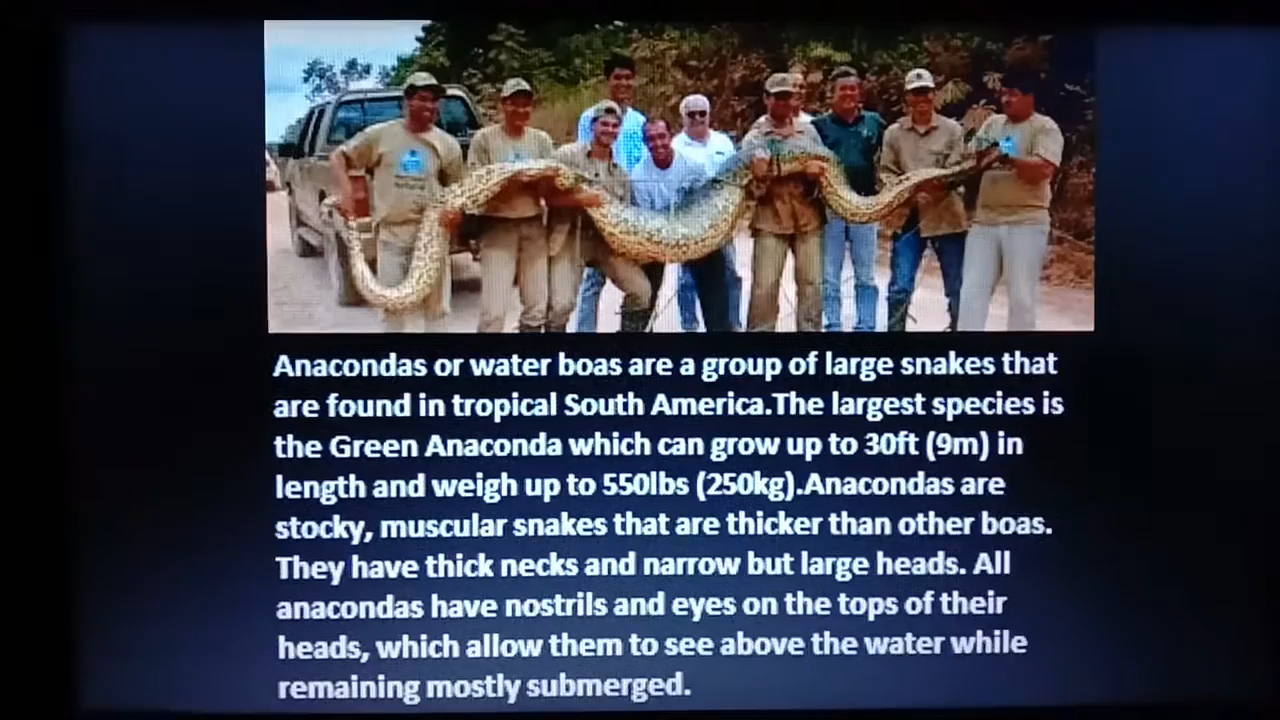 Anacondas or water boas are a group of large snakes that
are found in tropical South America.The largest species is
the Green Anaconda which can grow up to 30ft (9m) in
length and weigh up to 550lbs (250kg).Anacondas are
stocky, muscular snakes that are thicker than other boas.
They have thick necks and narrow but large heads. All
anacondas have nostrils and eyes on the tops of their
heads, which allow them to see above the water while
remaining mostly submerged.